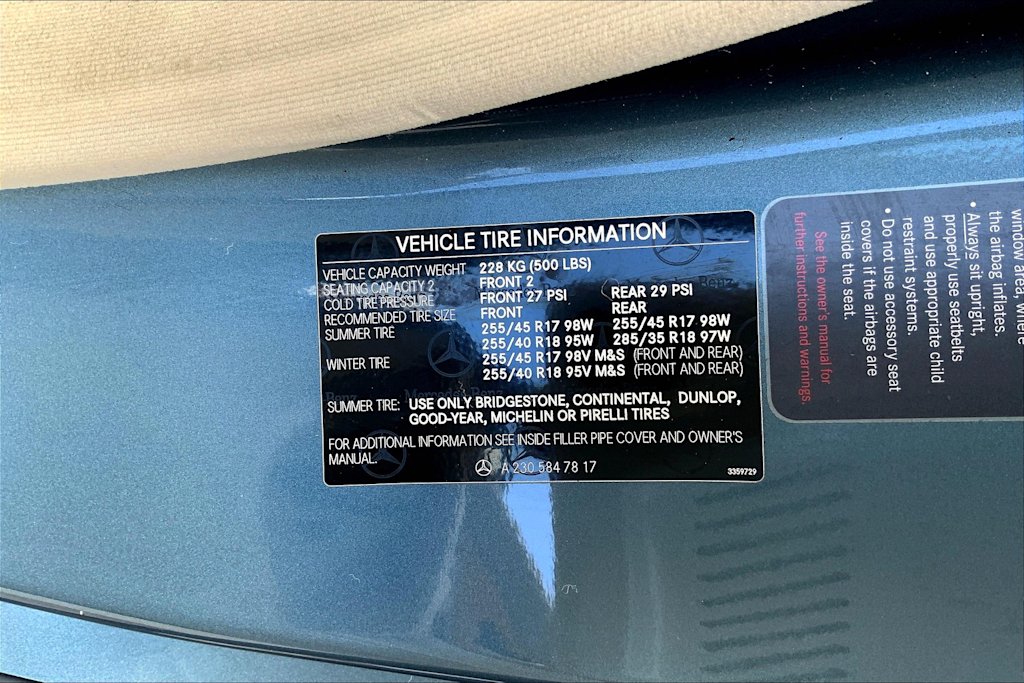 VEHICLE TIRE INFORMATION
VEHICLE CAPACITY WEIGHT 228 KG (500 LBS)
SEATING CAPACITY 2 FRONT 2
COLD TIRE PRESSURE FRONT 27 PSI REAR 29 PSI
RECOMMENDED TIRE SIZE FRONT REAR
SUMMER TIRE 255/45 R17 98W 255/45 R17 98W
255/40 R18 95W 285/35 R18 97W
WINTER TIRE 255/45 R17 98V M&S (FRONT AND REAR)
255/40 R18 95V M&S (FRONT AND REAR)
SUMMER TIRE: USE ONLY BRIDGESTONE, CONTINENTAL, DUNLOP,
GOOD-YEAR, MICHELIN OR PIRELLI TIRES
FOR ADDITIONAL INFORMATION SEE INSIDE FILLER PIPE COVER AND OWNER'S
MANUAL.
A 230 584 78 17
3359729
window area, when
the airbag inflates.
• Always sit upright,
properly use seatbelts
and use appropriate child
restraint systems.
• Do not use accessory seat
covers if the airbags are
inside the seat.
See the owner's manual for
further instructions and warnings.